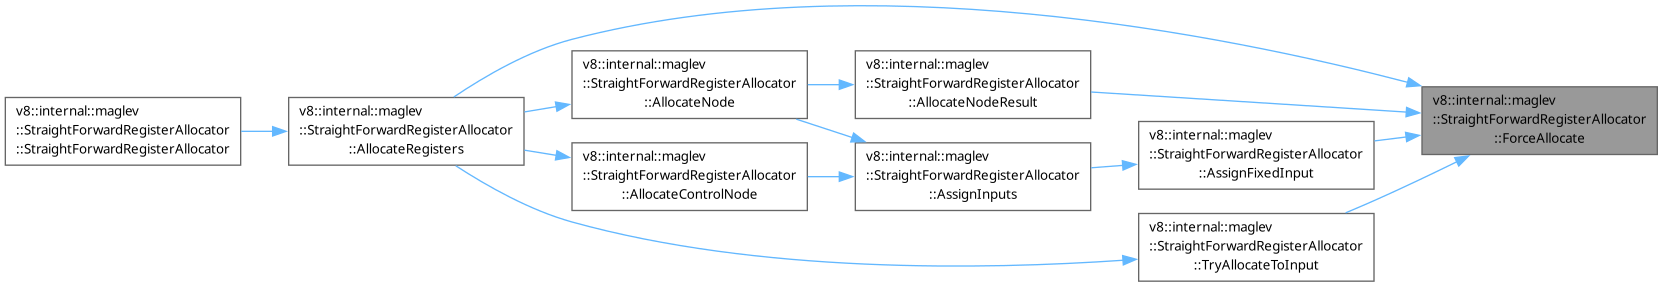 v8::internal::maglev
::StraightForwardRegisterAllocator
::StraightForwardRegisterAllocator
v8::internal::maglev
::StraightForwardRegisterAllocator
::AllocateRegisters
v8::internal::maglev
::StraightForwardRegisterAllocator
::AllocateNode
v8::internal::maglev
::StraightForwardRegisterAllocator
::AllocateControlNode
v8::internal::maglev
::StraightForwardRegisterAllocator
::AllocateNodeResult
v8::internal::maglev
::StraightForwardRegisterAllocator
::AssignInputs
v8::internal::maglev
::StraightForwardRegisterAllocator
::AssignFixedInput
v8::internal::maglev
::StraightForwardRegisterAllocator
::TryAllocateToInput
v8::internal::maglev
::StraightForwardRegisterAllocator
::ForceAllocate